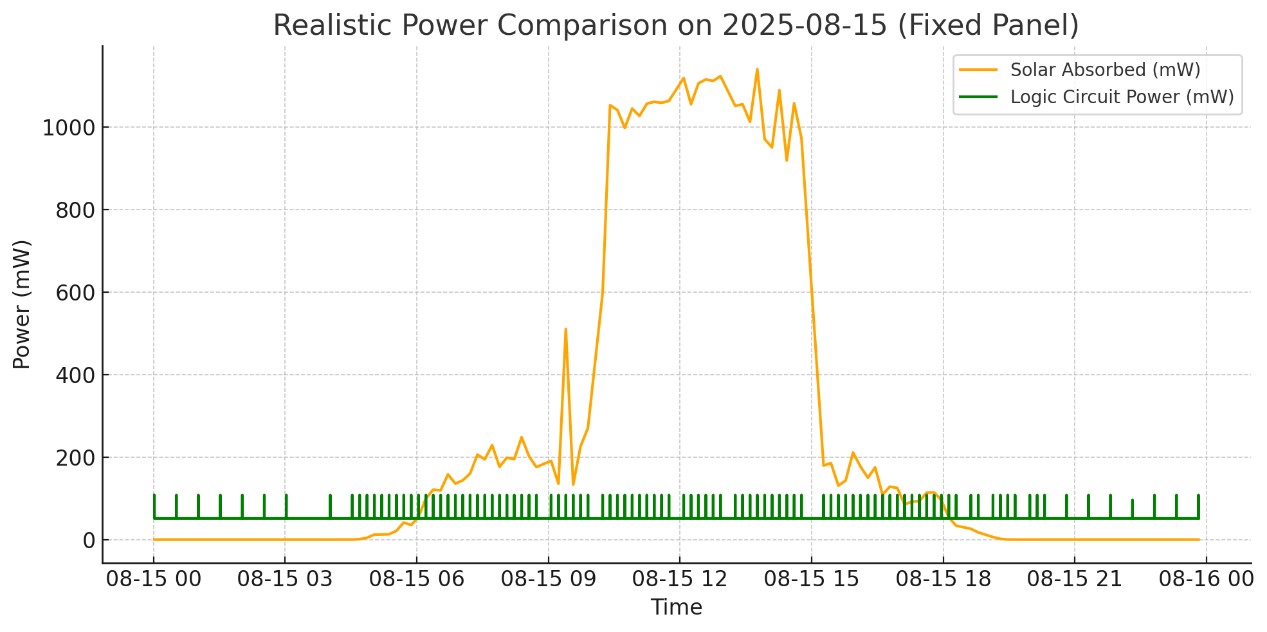 Realistic Power Comparison on 2025-08-15 (Fixed Panel)
Solar Absorbed (mW)
Logic Circuit Power (mW)
Power (mW)
1000
800
600
400
200
0
08-15 00 08-15 03 08-15 06 08-15 09 08-15 12 08-15 15 08-15 18 08-15 21 08-16 00
Time